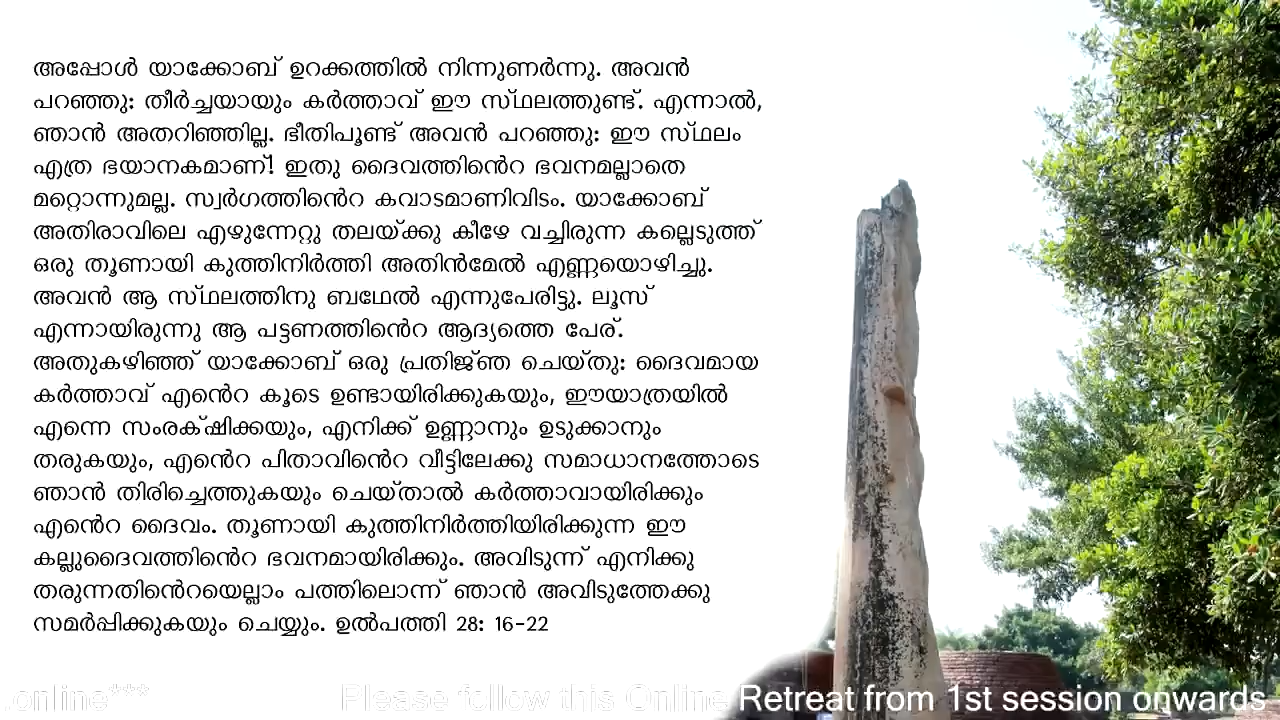 അപ്പോൾ യാക്കോബ് ഉറക്കത്തിൽ നിന്നുണർന്നു. അവൻ
പറഞ്ഞു: തീർച്ചയായും കർത്താവ് ഈ സ്ഥലത്തുണ്ട്. എന്നാൽ,
ഞാൻ അതറിഞ്ഞില്ല. ഭീതിപൂണ്ട് അവൻ പറഞ്ഞു: ഈ സ്ഥലം
എത്ര ഭയാനകമാണ്! ഇതു ദൈവത്തിൻെറ ഭവനമല്ലാതെ
മറ്റൊന്നുമല്ല. സ്വർഗത്തിൻെറ കവാടമാണിവിടം. യാക്കോബ്
അതിരാവിലെ എഴുന്നേറ്റു തലയ്ക്കു കീഴേ വച്ചിരുന്ന കല്ലെടുത്ത്
ഒരു തൂണായി കുത്തിനിർത്തി അതിൻമേൽ എണ്ണയൊഴിച്ചു.
അവൻ ആ സ്ഥലത്തിനു ബഥേൽ എന്നുപേരിട്ടു. ലൂസ്
എന്നായിരുന്നു ആ പട്ടണത്തിൻെറ ആദ്യത്തെ പേര്.
അതുകഴിഞ്ഞ് യാക്കോബ് ഒരു പ്രതിജ്ഞ ചെയ്തു: ദൈവമായ
കർത്താവ് എൻെറ കൂടെ ഉണ്ടായിരിക്കുകയും, ഈയാത്രയിൽ
എന്നെ സംരക്ഷിക്കയും, എനിക്ക് ഉണ്ണാനും ഉടുക്കാനും
തരുകയും, എൻെറ പിതാവിൻെറ വീട്ടിലേക്കു സമാധാനത്തോടെ
ഞാൻ തിരിച്ചെത്തുകയും ചെയ്താൽ കർത്താവായിരിക്കും
എൻെറ ദൈവം. തൂണായി കുത്തിനിർത്തിയിരിക്കുന്ന ഈ
കല്ലുദൈവത്തിൻെറ ഭവനമായിരിക്കും. അവിടുന്ന് എനിക്കു
തരുന്നതിൻെറയെല്ലാം പത്തിലൊന്ന് ഞാൻ അവിടുത്തേക്കു
സമർപ്പിക്കുകയും ചെയ്യും. ഉൽപത്തി 28: 16-22
.online*** Please follow this Online Retreat from 1st session onwards